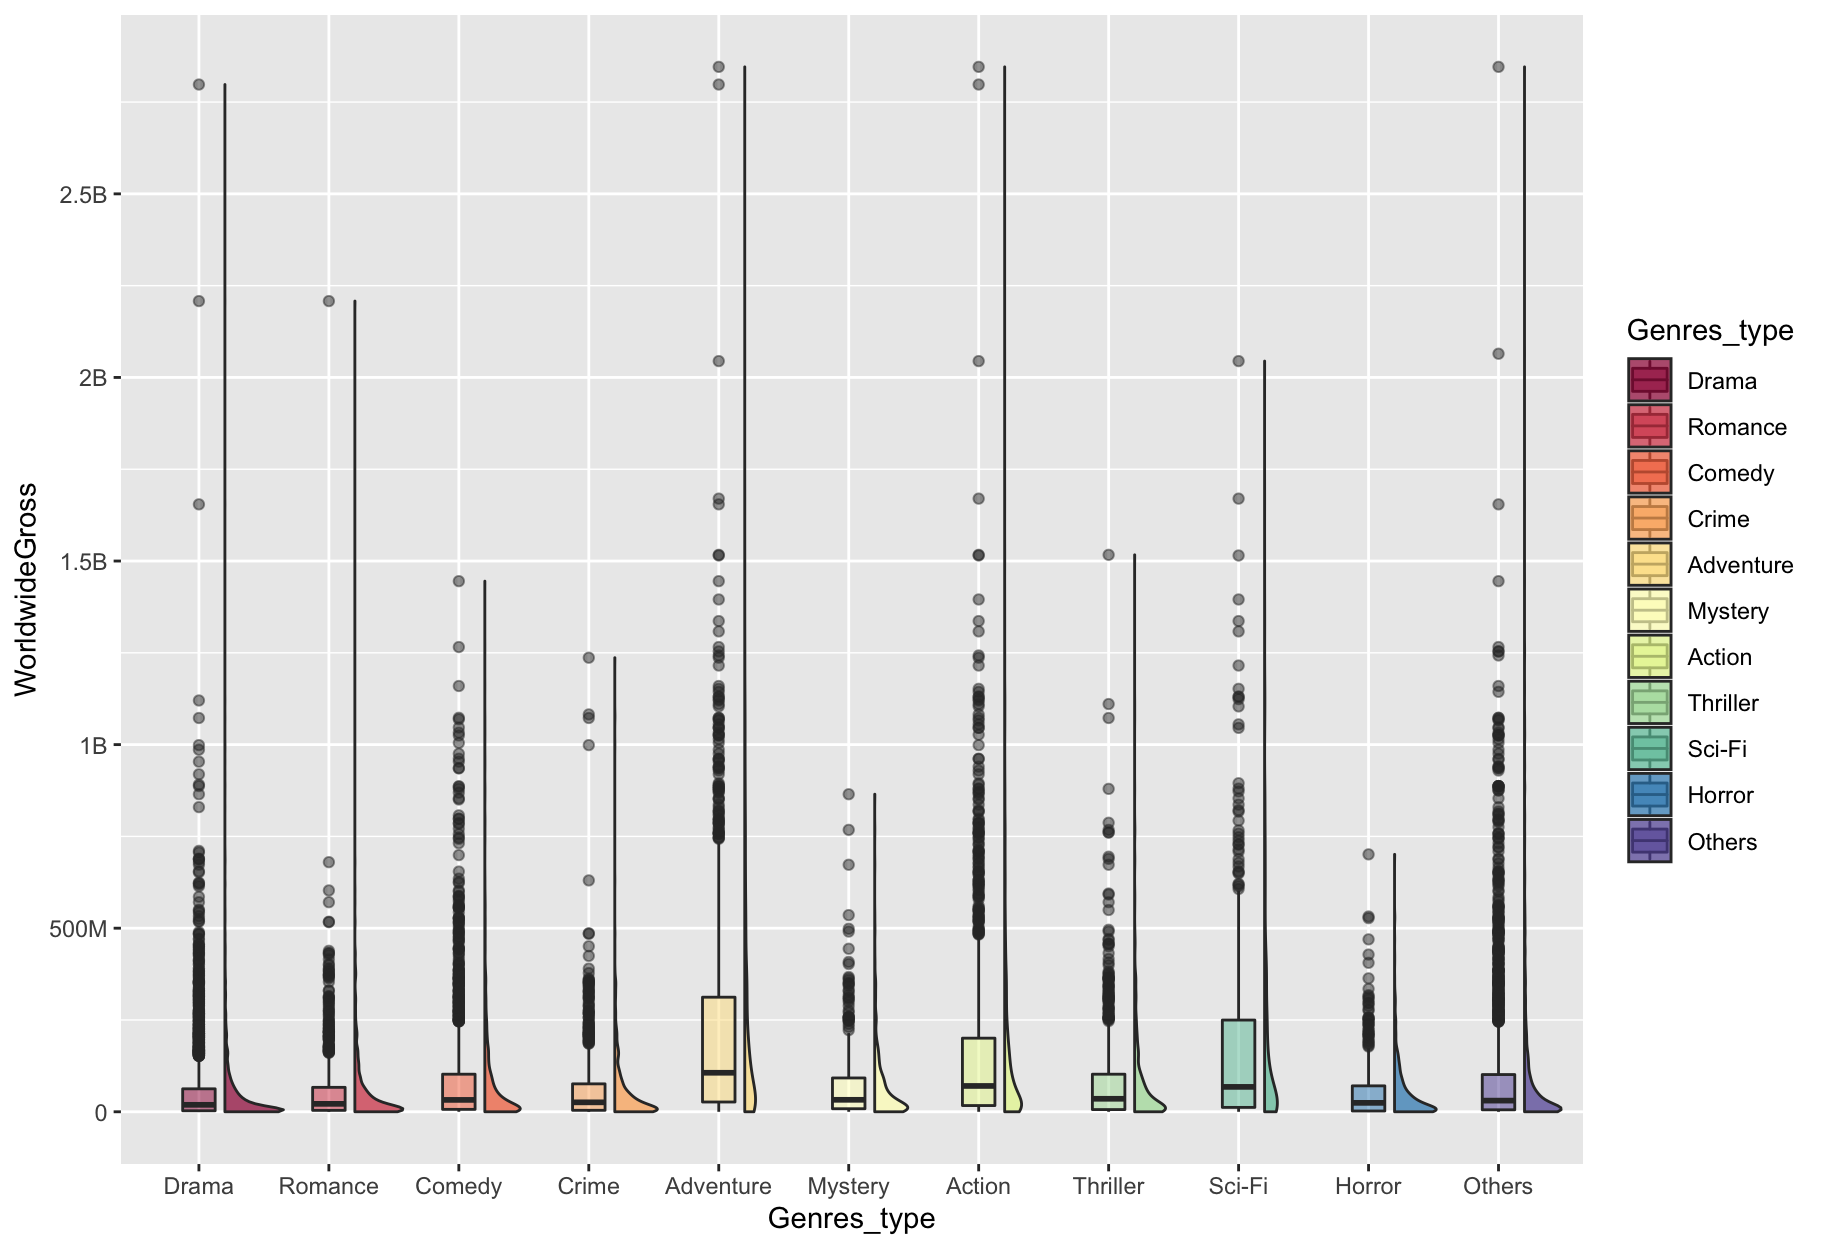 WorldwideGross
2.5B
2B
1.5B
1B
500M
0
Drama Romance Comedy Crime Adventure Mystery Action Thriller Sci-Fi Horror Others
Genres_type
Genres_type
Drama
Romance
Comedy
Crime
Adventure
Mystery
Action
Thriller
Sci-Fi
Horror
Others